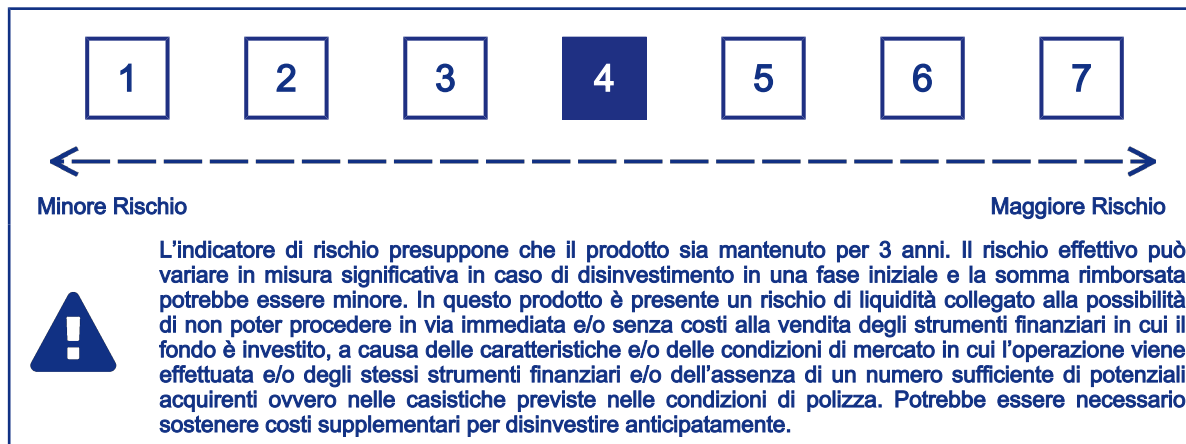 1 2 3 4 5 6 7
Minore Rischio Maggiore Rischio
L'indicatore di rischio presuppone che il prodotto sia mantenuto per 3 anni. Il rischio effettivo può
variare in misura significativa in caso di disinvestimento in una fase iniziale e la somma rimborsata
potrebbe essere minore. In questo prodotto è presente un rischio di liquidità collegato alla possibilità
di non poter procedere in via immediata e/o senza costi alla vendita degli strumenti finanziari in cui il
fondo è investito, a causa delle caratteristiche e/o delle condizioni di mercato in cui l'operazione viene
effettuata e/o degli stessi strumenti finanziari e/o dell'assenza di un numero sufficiente di potenziali
acquirenti ovvero nelle casistiche previste nelle condizioni di polizza. Potrebbe essere necessario
sostenere costi supplementari per disinvestire anticipatamente.